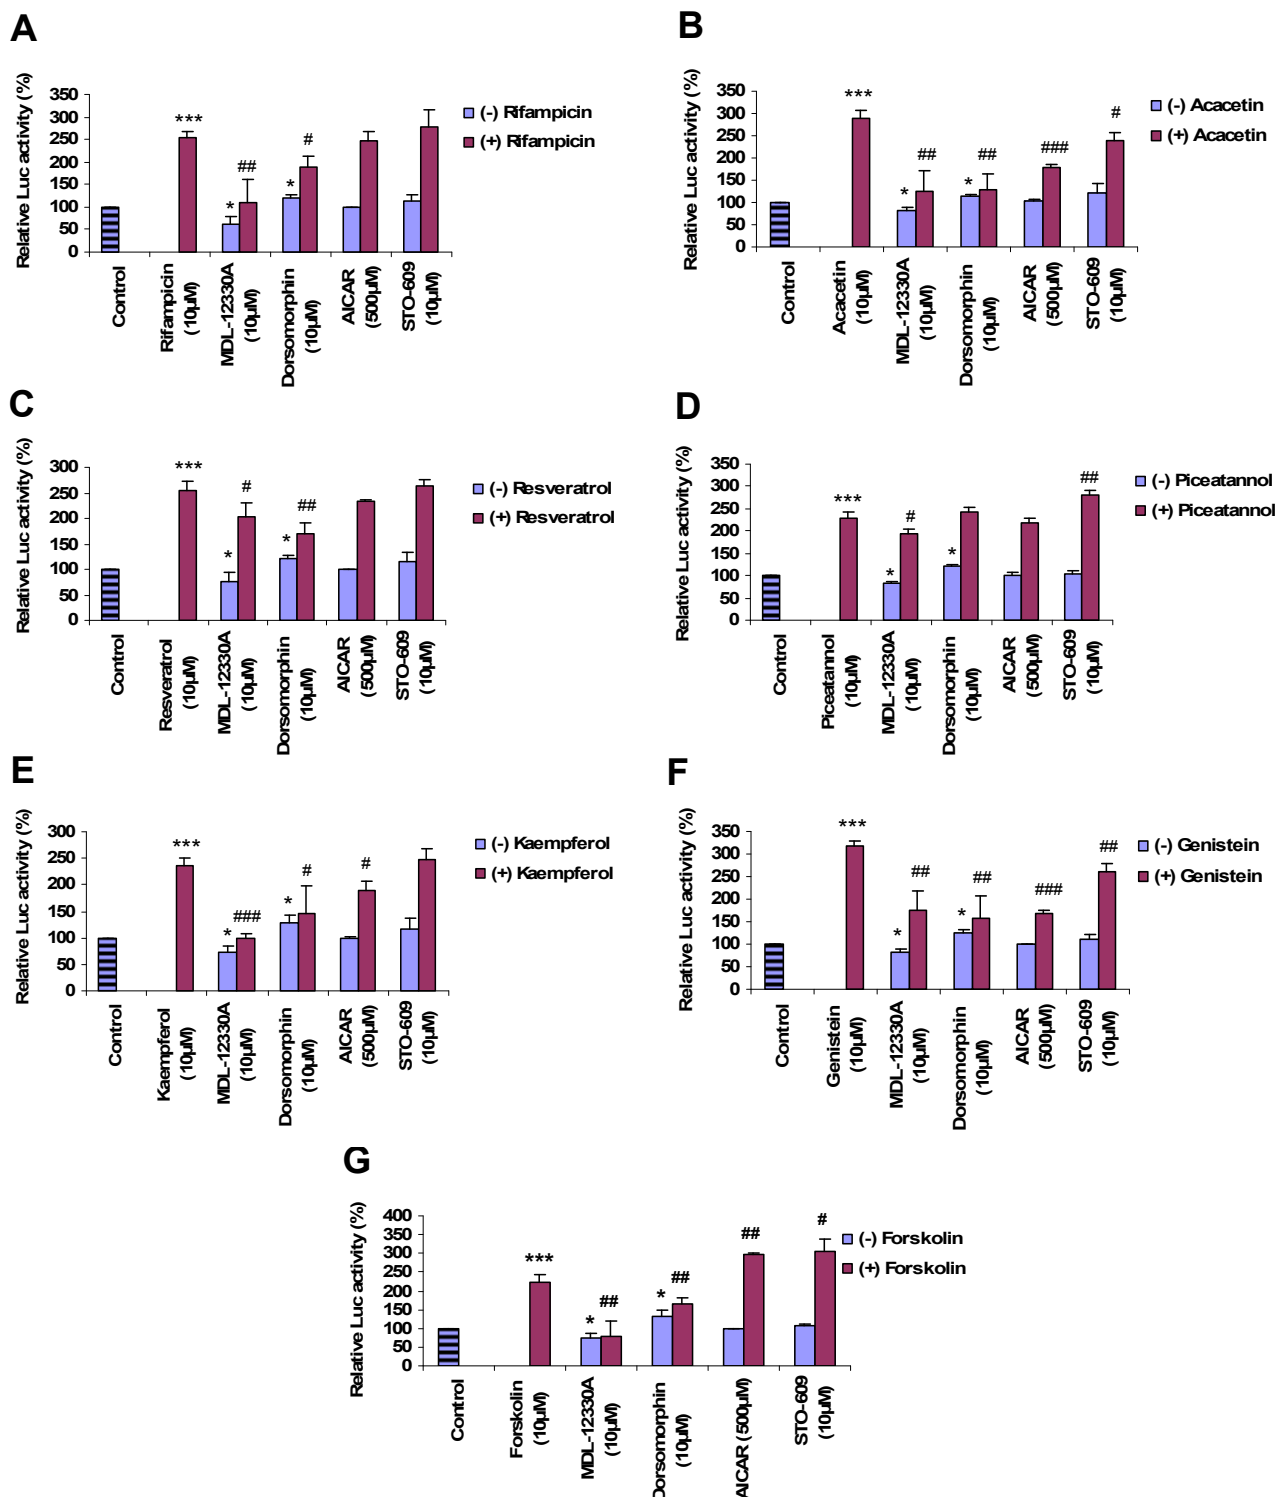 A
Relative Luc activity (%)
350
300
250
200
150
100
50
0
***
*
##
*
#
(-) Rifampicin
(+) Rifampicin
Control
Rifampicin
(10µM)
MDL-12330A
(10µM)
Dorsomorphin
(10µM)
AICAR
(500µM)
STO-609
(10µM)
B
Relative Luc activity (%)
350
300
250
200
150
100
50
0
***
*
##
*
##
###
#
(-) Acacetin
(+) Acacetin
Control
Acacetin
(10µM)
MDL-12330A
(10µM)
Dorsomorphin
(10µM)
AICAR
(500µM)
STO-609
(10µM)
C
Relative Luc activity (%)
300
250
200
150
100
50
0
***
*
#
*
##
(-) Resveratrol
(+) Resveratrol
Control
Resveratrol
(10µM)
MDL-12330A
(10µM)
Dorsomorphin
(10µM)
AICAR
(500µM)
STO-609
(10µM)
D
Relative Luc activity (%)
350
300
250
200
150
100
50
0
***
*
#
*
##
(-) Piceatannol
(+) Piceatannol
Control
Piceatannol
(10µM)
MDL-12330A
(10µM)
Dorsomorphin
(10µM)
AICAR
(500µM)
STO-609
(10µM)
E
Relative Luc activity (%)
300
250
200
150
100
50
0
***
*
###
*
#
#
(-) Kaempferol
(+) Kaempferol
Control
Kaempferol
(10µM)
MDL-12330A
(10µM)
Dorsomorphin
(10µM)
AICAR
(500µM)
STO-609
(10µM)
F
Relative Luc activity (%)
350
300
250
200
150
100
50
0
***
*
##
*
##
###
##
(-) Genistein
(+) Genistein
Control
Genistein
(10µM)
MDL-12330A
(10µM)
Dorsomorphin
(10µM)
AICAR
(500µM)
STO-609
(10µM)
G
Relative Luc activity (%)
400
350
300
250
200
150
100
50
0
***
*
##
*
##
##
#
(-) Forskolin
(+) Forskolin
Control
Forskolin
(10µM)
MDL-12330A
(10µM)
Dorsomorphin
(10µM)
AICAR (500µM)
STO-609
(10µM)